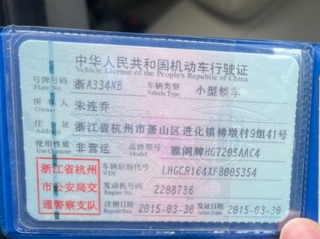 中华人民共和国机动车行驶证
Vehicle License of the People's Republic of China
号牌号码 浙A334NB 车辆类型 小型轿车
Plate No. Vehicle Type
所有人 朱连乔
Owner
住址 浙江省杭州市萧山区进化镇傅墩村9组41号
Address
使用性质 非营运 品牌型号 雅阁牌HG7205AAC4
Use Character Model
浙江省杭州市公安局交通警察支队
车辆识别代号 LHGCR164XF8005354
VIN
发动机号码 2208736
Engine No.
注册日期 2015-03-30 发证日期 2015-03-30
Register Date Issue Date